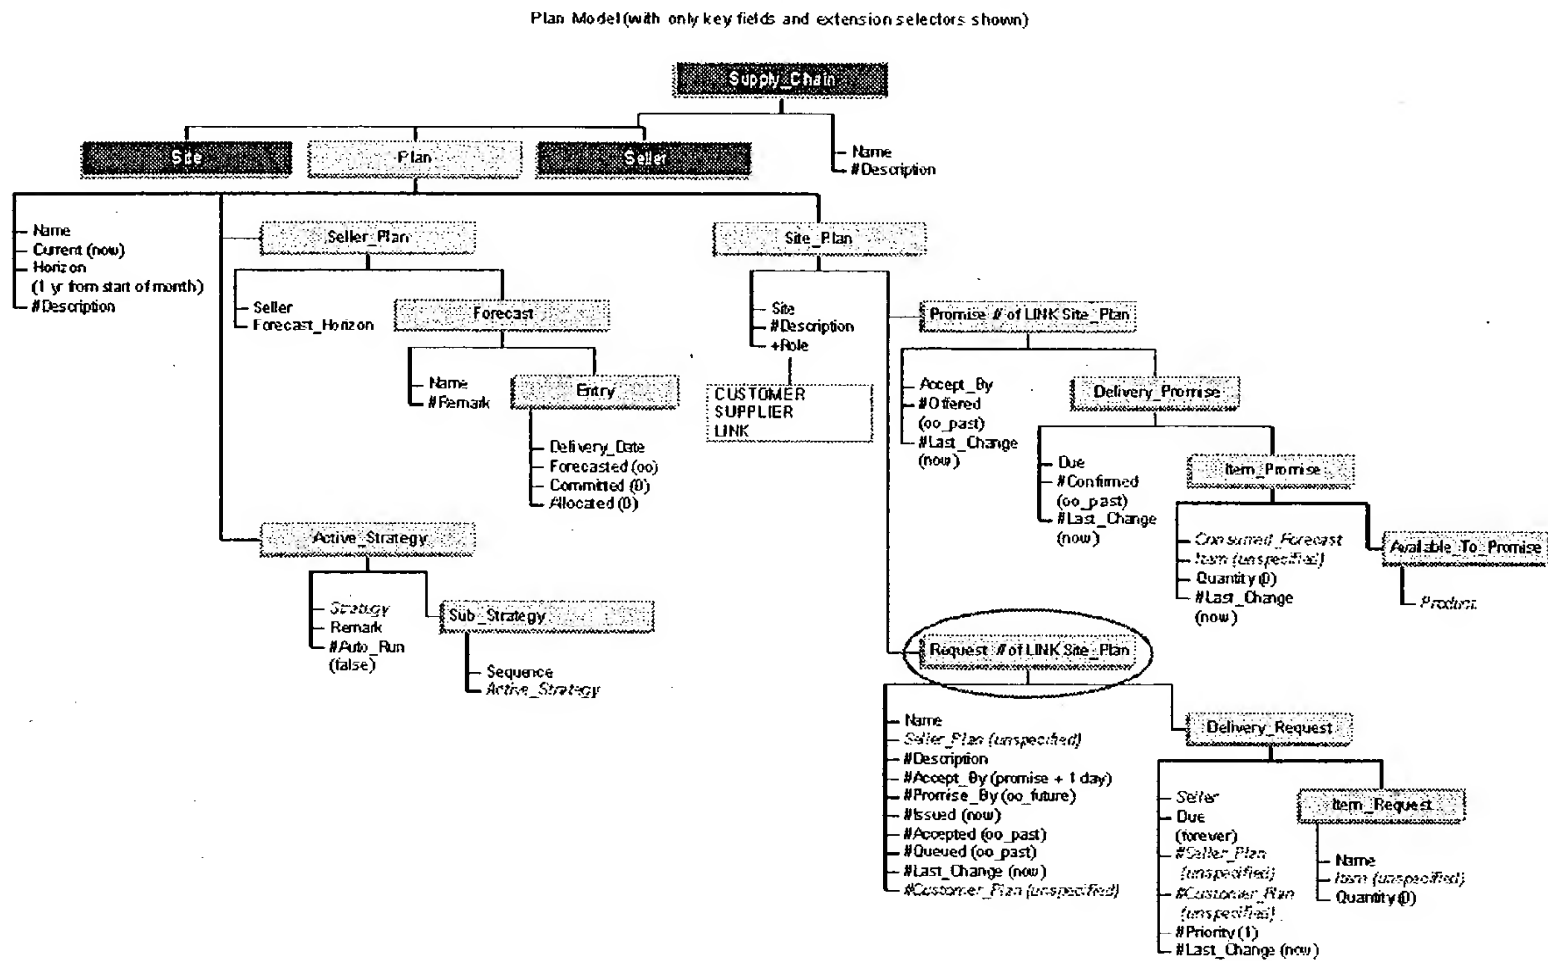 Plan Model (with only key fields and extension selectors shown)
Supply_Chain
Site
Plan
Seller
Name
#Description
Name
Current (now)
Horizon
(1 yr from start of month)
#Description
Seller_Plan
Seller
Forecast_Horizon
Forecast
Name
#Remark
Entry
Delivery_Date
Forecasted (oo)
Committed (0)
Allocated (0)
Active_Strategy
Strategy
Remark
#Auto_Run
(false)
Sub_Strategy
Sequence
Active_Strategy
Site_Plan
Site
#Description
+Role
CUSTOMER
SUPPLIER
LINK
Promise # of LINK Site_Plan
Accept_By
#Offered
(oo_past)
#Last_Change
(now)
Delivery_Promise
Due
#Confirmed
(oo_past)
#Last_Change
(now)
Item_Promise
Consumed_Forecast
Item (unspecified)
Quantity (0)
#Last_Change
(now)
Available_To_Promise
Product
Request # of LINK Site_Plan
Name
Seller_Plan (unspecified)
#Description
#Accept_By (promise + 1 day)
#Promise_By (oo_future)
#Issued (now)
#Accepted (oo_past)
#Queued (oo_past)
#Last_Change (now)
#Customer_Plan (unspecified)
Delivery_Request
Seller
Due
(forever)
#Seller_Plan
(unspecified)
#Customer_Plan
(unspecified)
#Priority (1)
#Last_Change (now)
Item_Request
Name
Item (unspecified)
Quantity (0)